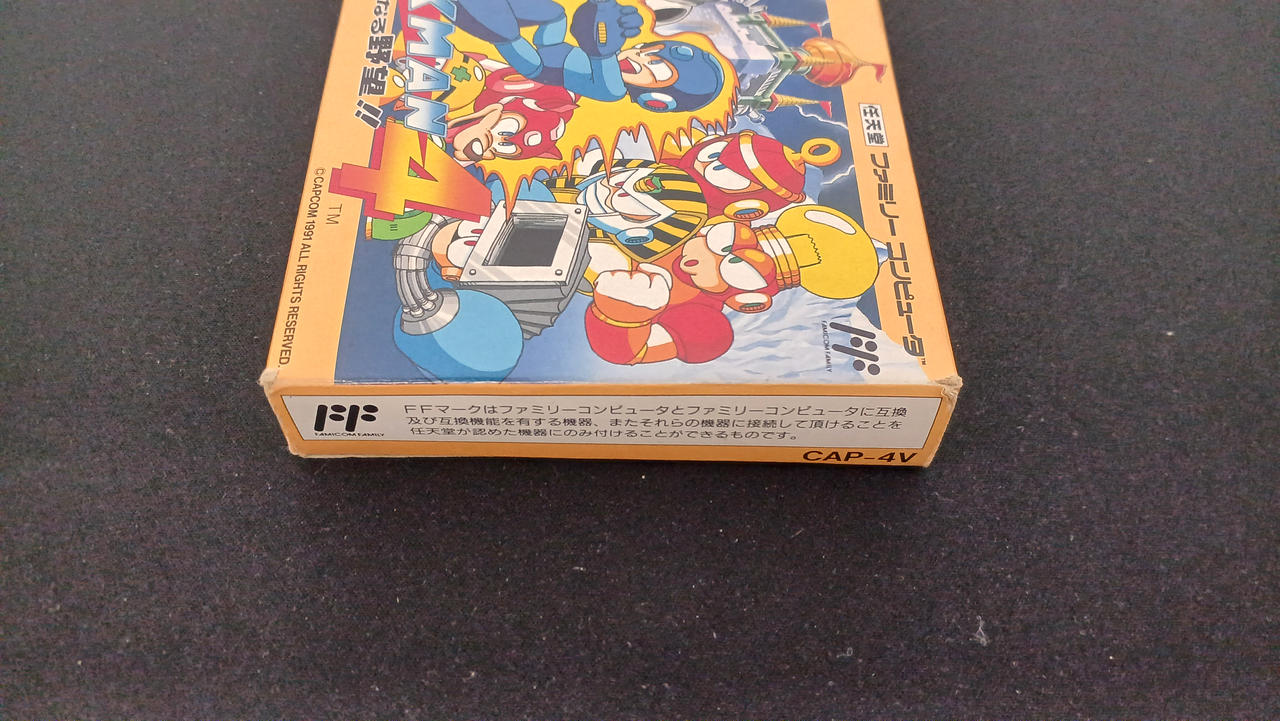 なる野望!!
KMAN
4
TM
©CAPCOM 1991 ALL RIGHTS RESERVED
任天堂
ファミリーコンピュータ
TM
FAMICOM FAMILY
FAMICOM FAMILY
FFマークはファミリーコンピュータとファミリーコンピュータに互換
及び互換機能を有する機器、またそれらの機器に接続して頂けることを
任天堂が認めた機器にのみ付けることができるものです。
CAP-4V